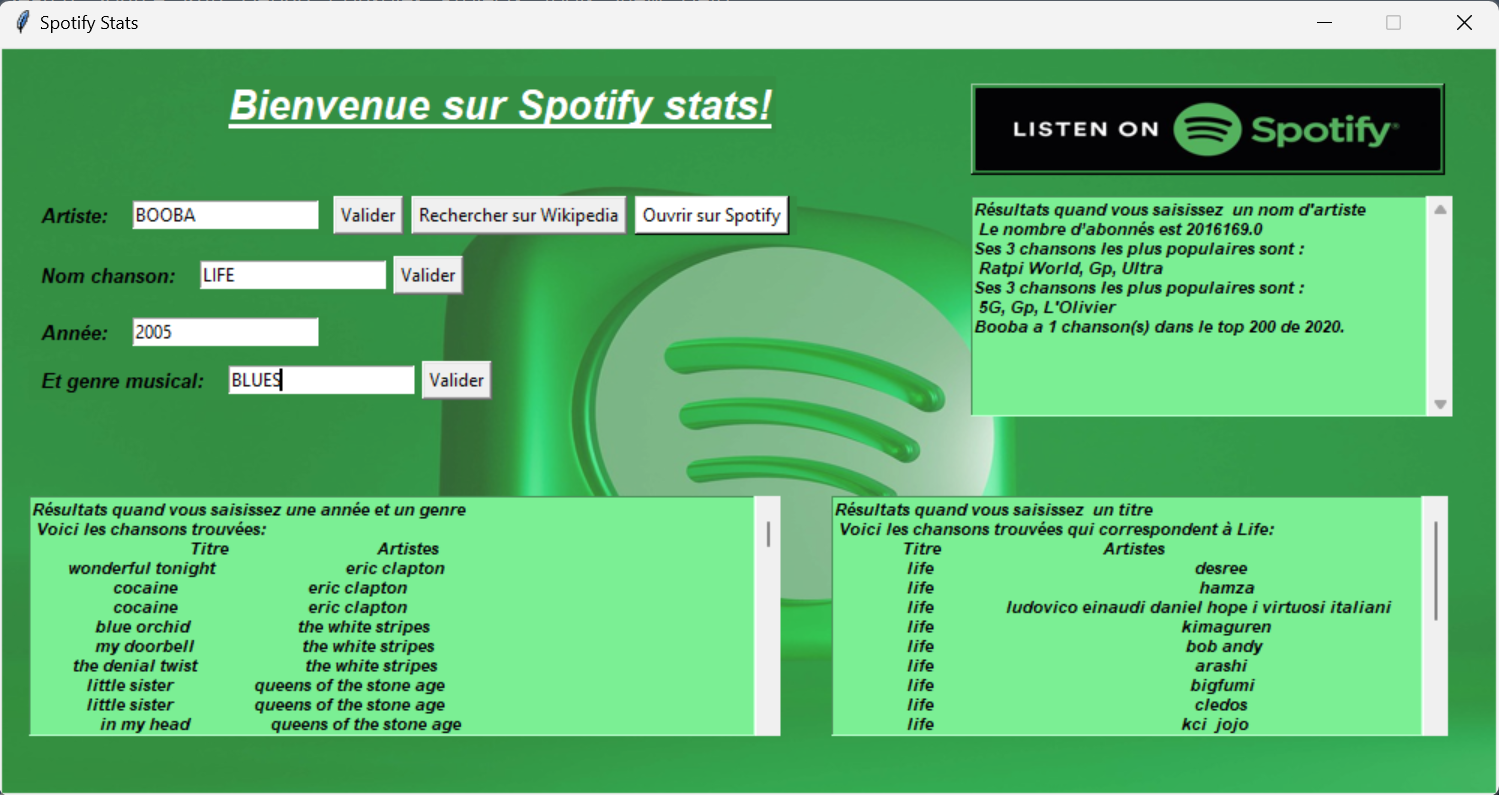 Spotify Stats
Bienvenue sur Spotify stats!
LISTEN ON Spotify®
Artiste: BOOBA Valider Rechercher sur Wikipedia Ouvrir sur Spotify
Nom chanson: LIFE Valider
Année: 2005
Et genre musical: BLUES Valider
Résultats quand vous saisissez un nom d'artiste
Le nombre d'abonnés est 2016169.0
Ses 3 chansons les plus populaires sont :
Ratpi World, Gp, Ultra
Ses 3 chansons les plus populaires sont :
5G, Gp, L'Olivier
Booba a 1 chanson(s) dans le top 200 de 2020.
Résultats quand vous saisissez une année et un genre
Voici les chansons trouvées:
Titre Artistes
wonderful tonight eric clapton
cocaine eric clapton
cocaine eric clapton
blue orchid the white stripes
my doorbell the white stripes
the denial twist the white stripes
little sister queens of the stone age
little sister queens of the stone age
in my head queens of the stone age
Résultats quand vous saisissez un titre
Voici les chansons trouvées qui correspondent à Life:
Titre Artistes
life desree
life hamza
life ludovico einaudi daniel hope i virtuosi italiani
life kimaguren
life bob andy
life arashi
life bigfumi
life cledos
life kci jojo